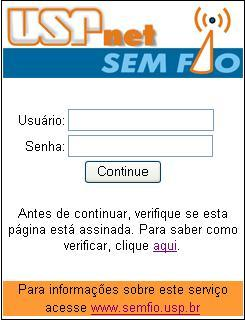 USPnet
SEM FIO
Usuário:
Senha:
Continue
Antes de continuar, verifique se esta
página está assinada. Para saber como
verificar, clique aqui.
Para informações sobre este serviço
acesse www.semfio.usp.br